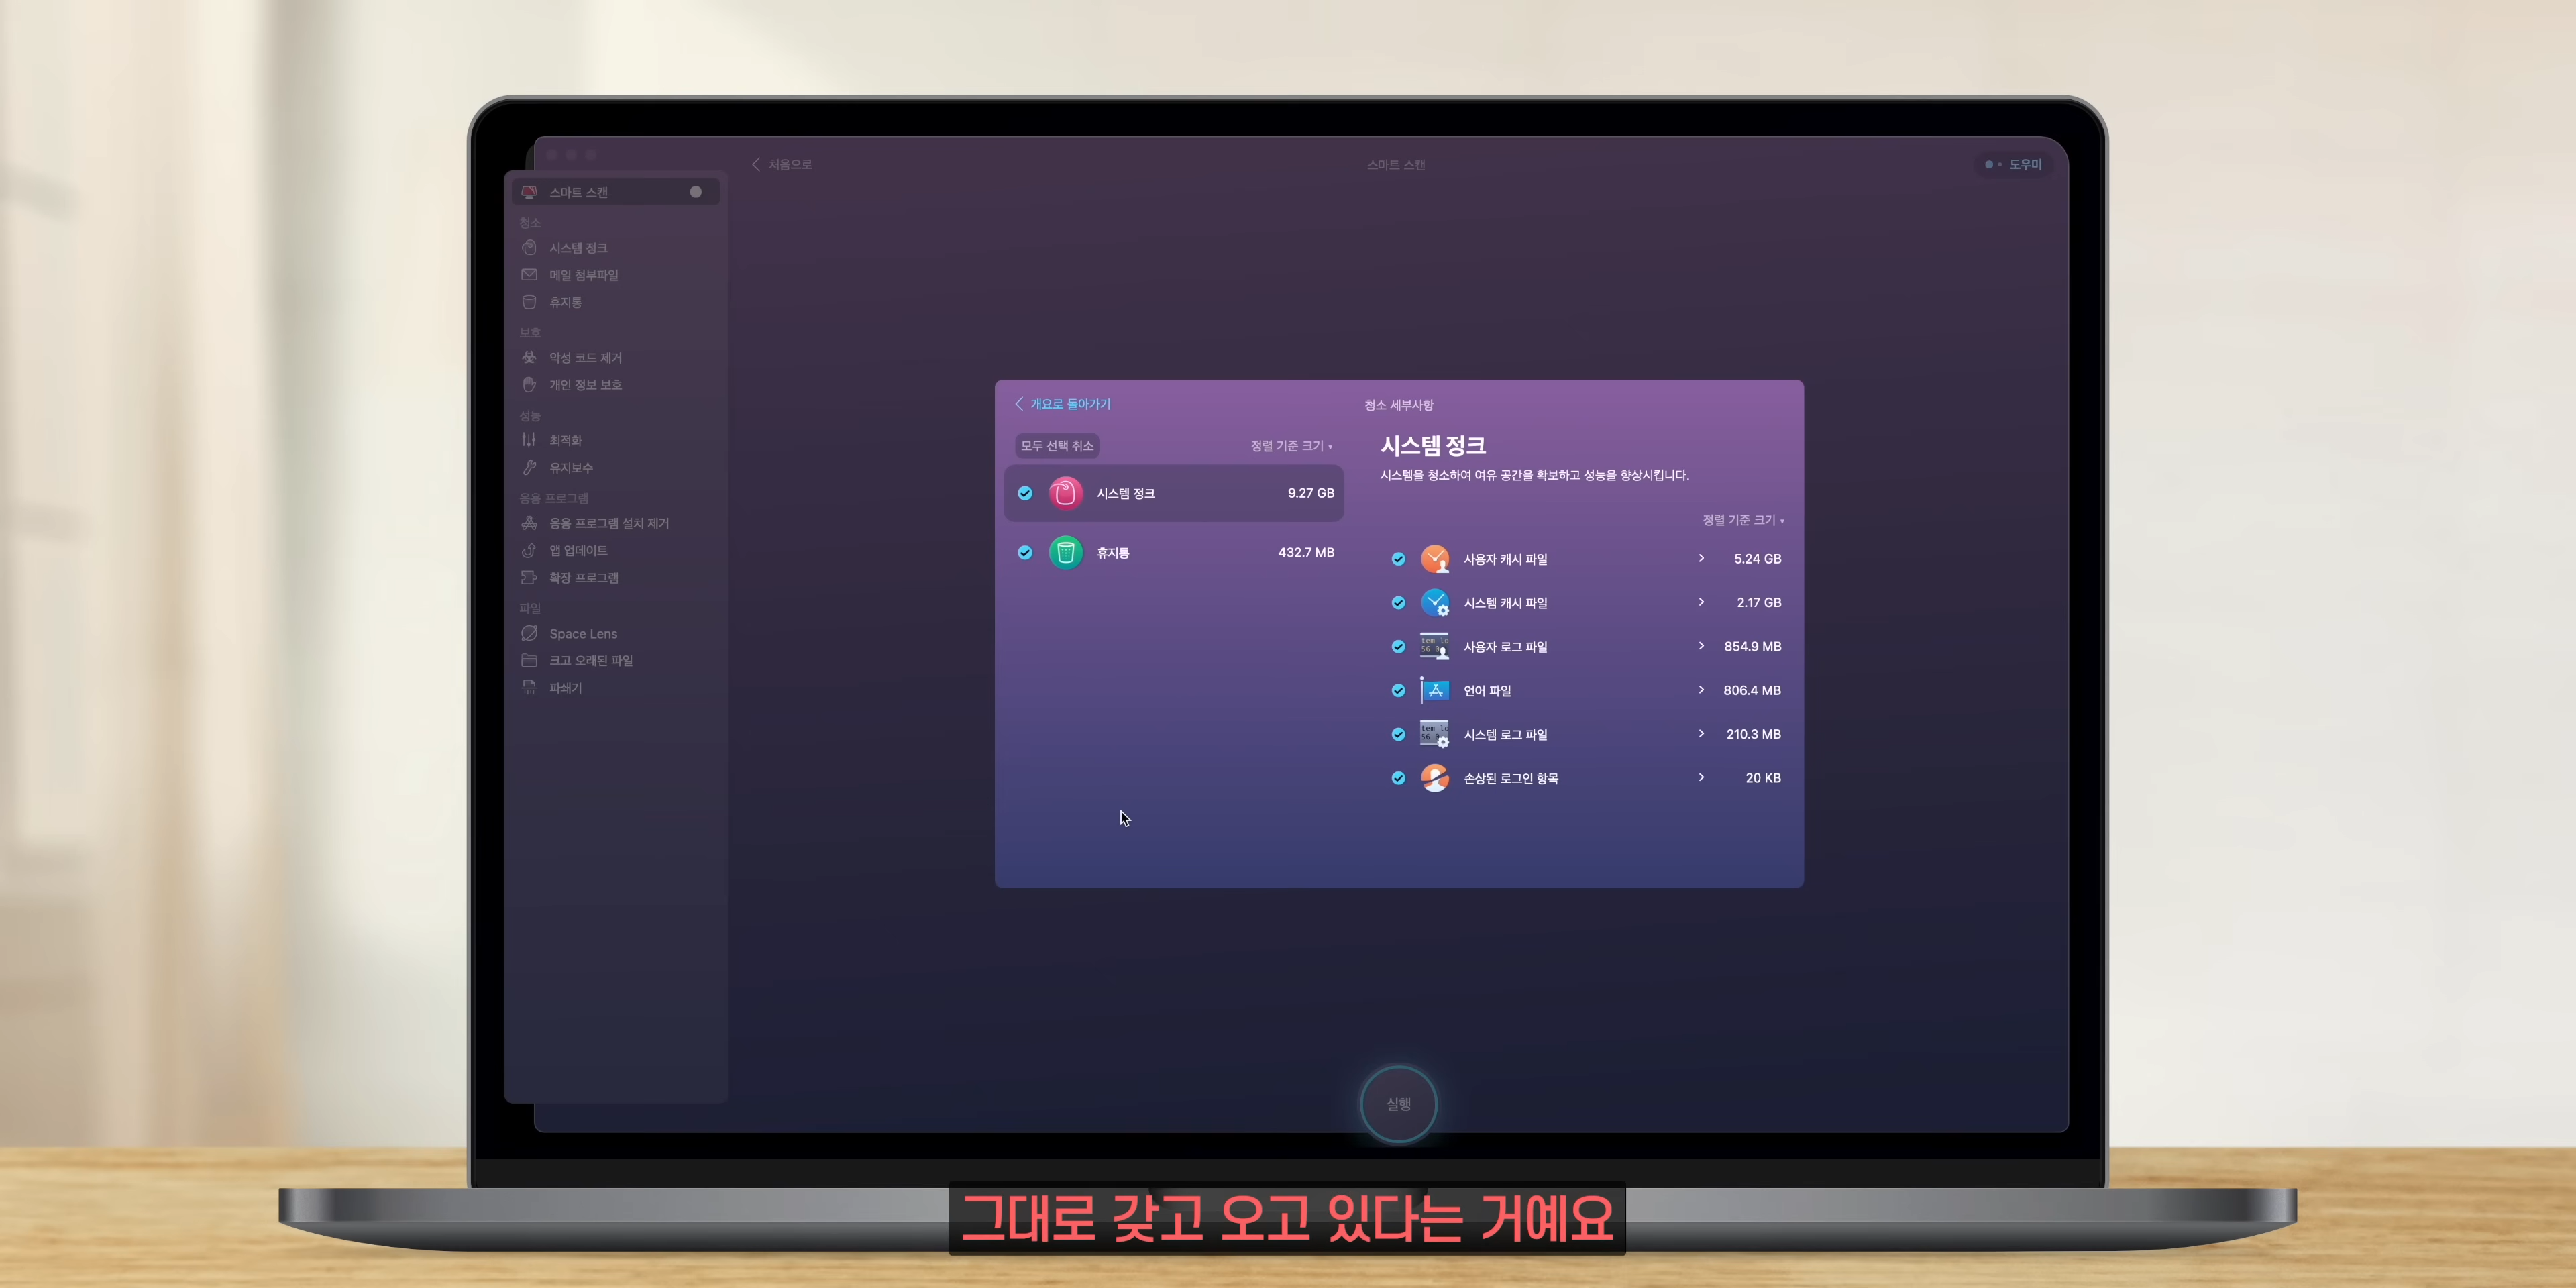 처음으로
스마트 스캔
도우미
스마트 스캔
청소
시스템 정크
메일 첨부파일
휴지통
보호
악성 코드 제거
개인 정보 보호
성능
최적화
유지보수
응용 프로그램
응용 프로그램 설치 제거
앱 업데이트
확장 프로그램
파일
Space Lens
크고 오래된 파일
파쇄기
개요로 돌아가기
청소 세부사항
모두 선택 취소
정렬 기준 크기
시스템 정크 9.27 GB
휴지통 432.7 MB
시스템 정크
시스템을 청소하여 여유 공간을 확보하고 성능을 향상시킵니다.
정렬 기준 크기
사용자 캐시 파일 5.24 GB
시스템 캐시 파일 2.17 GB
사용자 로그 파일 854.9 MB
언어 파일 806.4 MB
시스템 로그 파일 210.3 MB
손상된 로그인 항목 20 KB
실행
그대로 갖고 오고 있다는 거예요